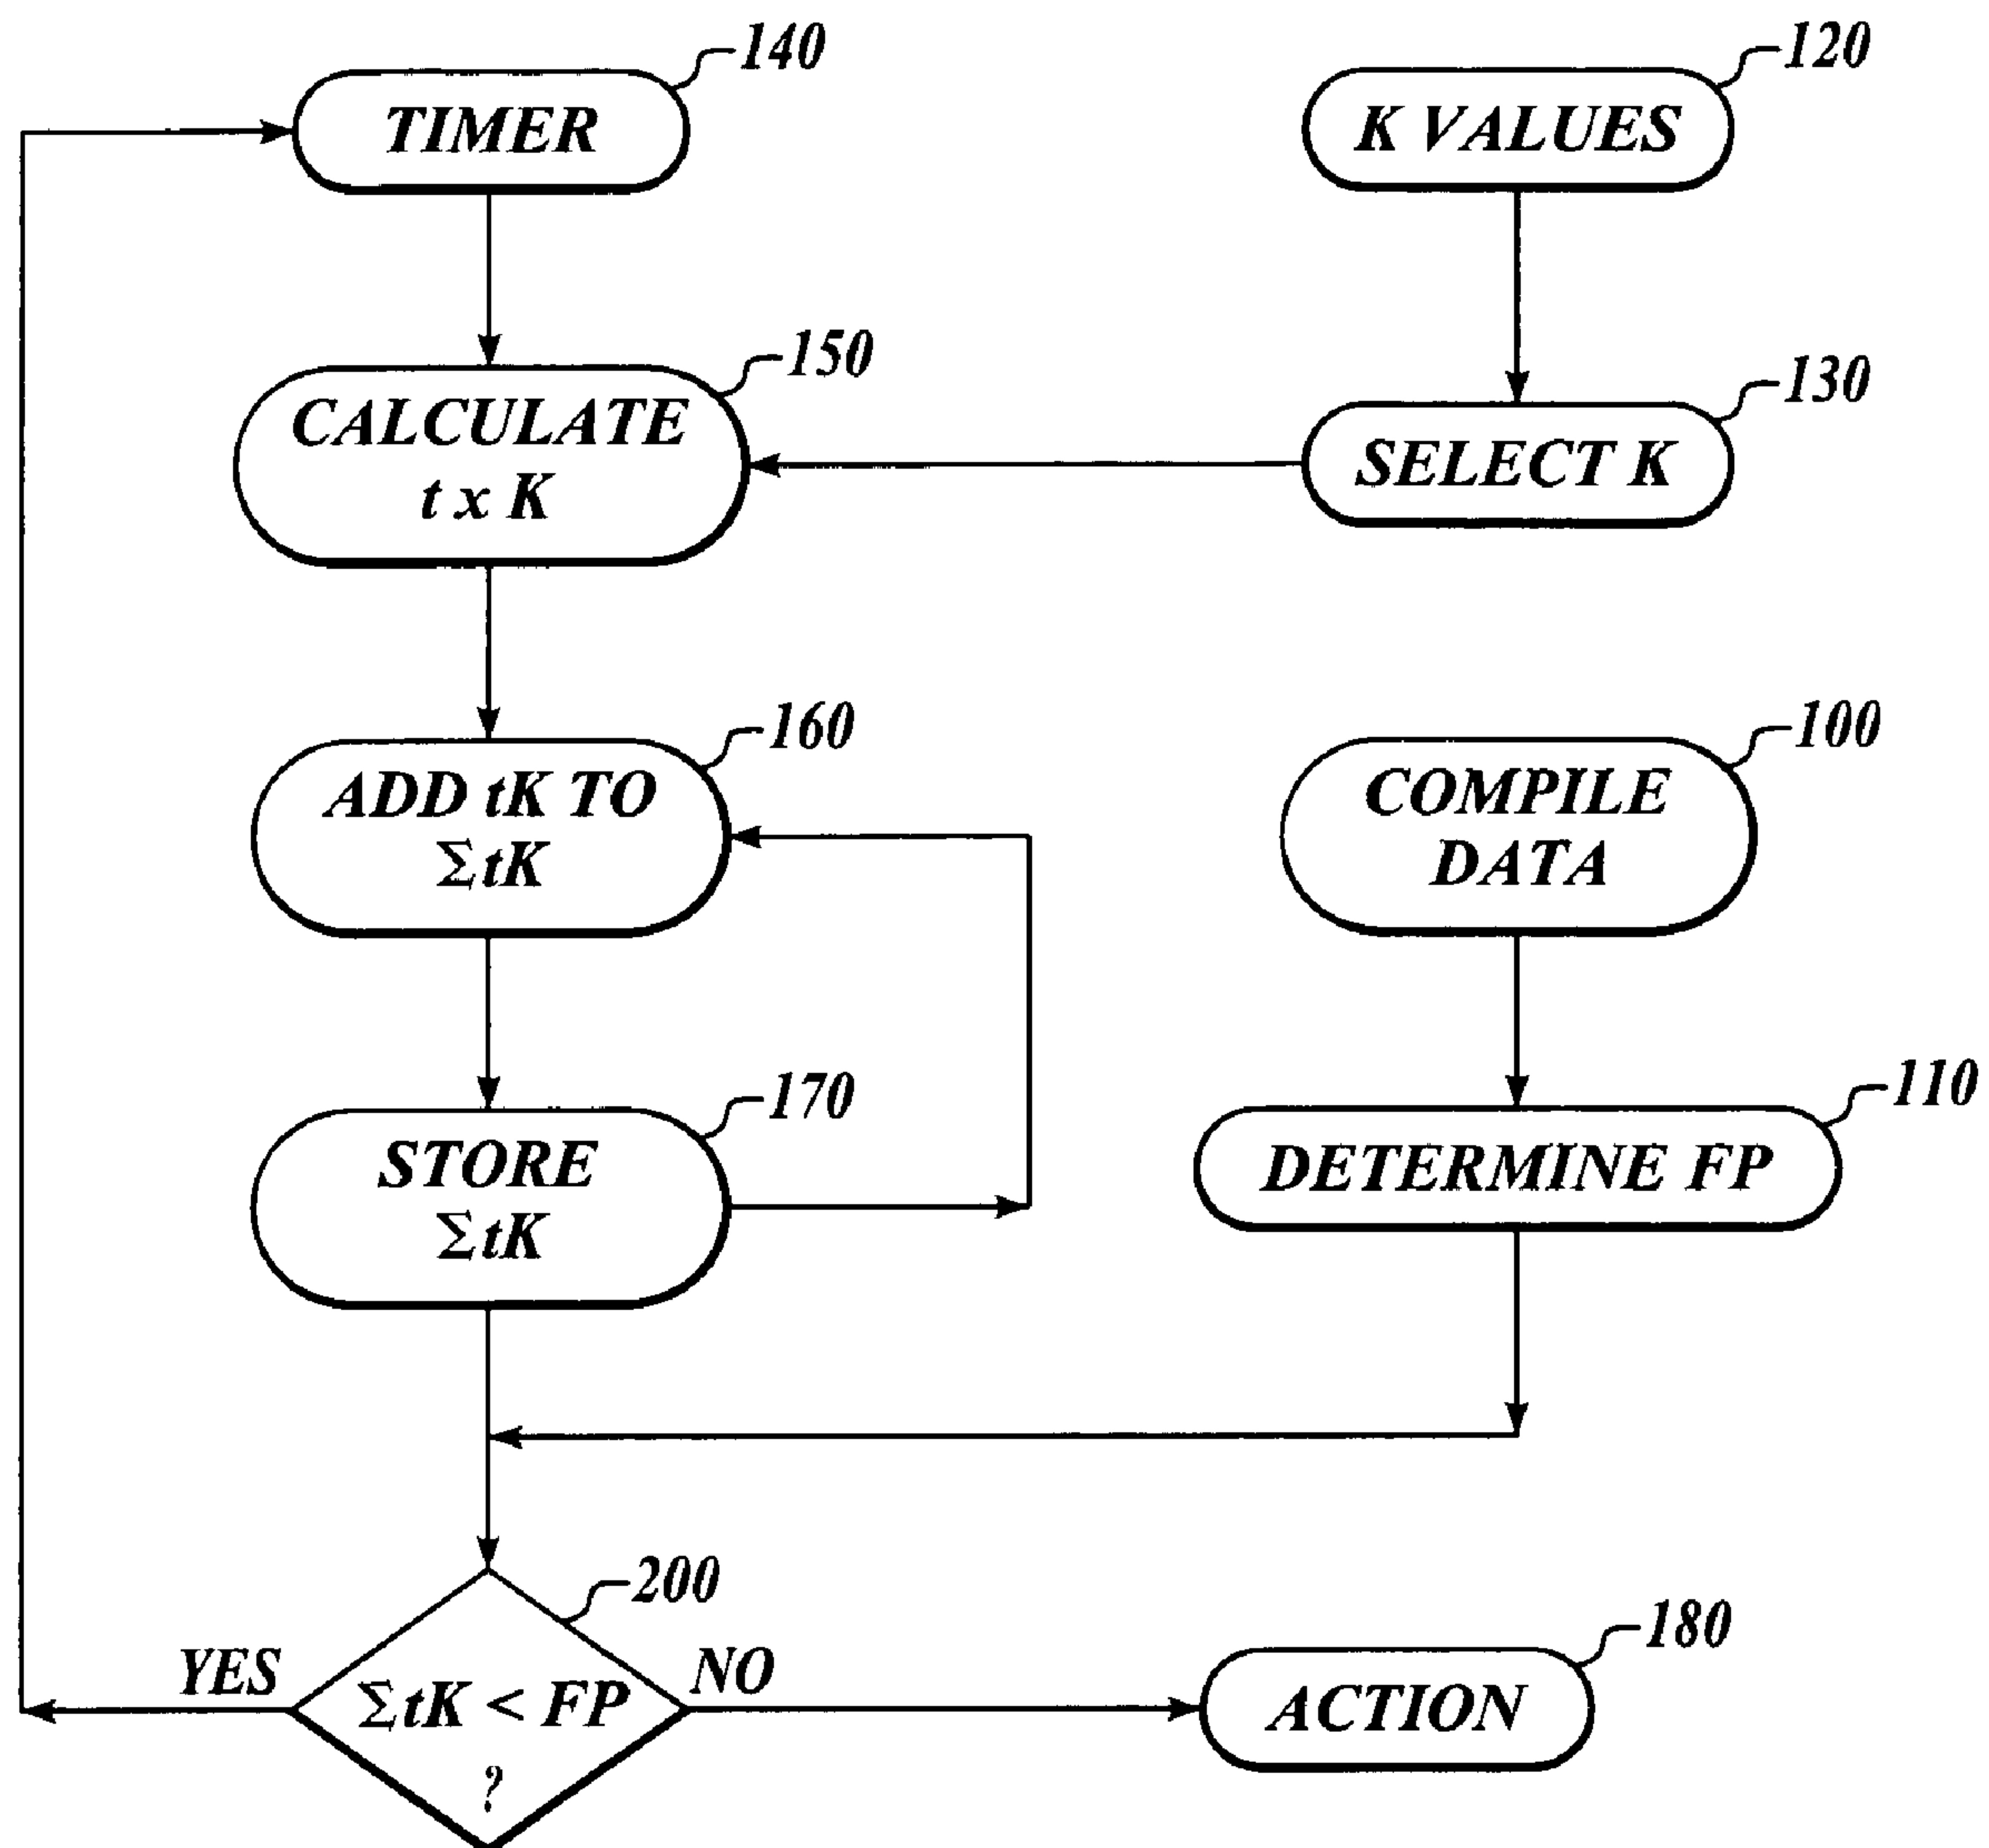 140
TIMER
120
K VALUES
150
CALCULATE
t x K
130
SELECT K
160
ADD tK TO
ΣtK
100
COMPILE
DATA
170
STORE
ΣtK
110
DETERMINE FP
200
YES
ΣtK < FP
?
NO
180
ACTION